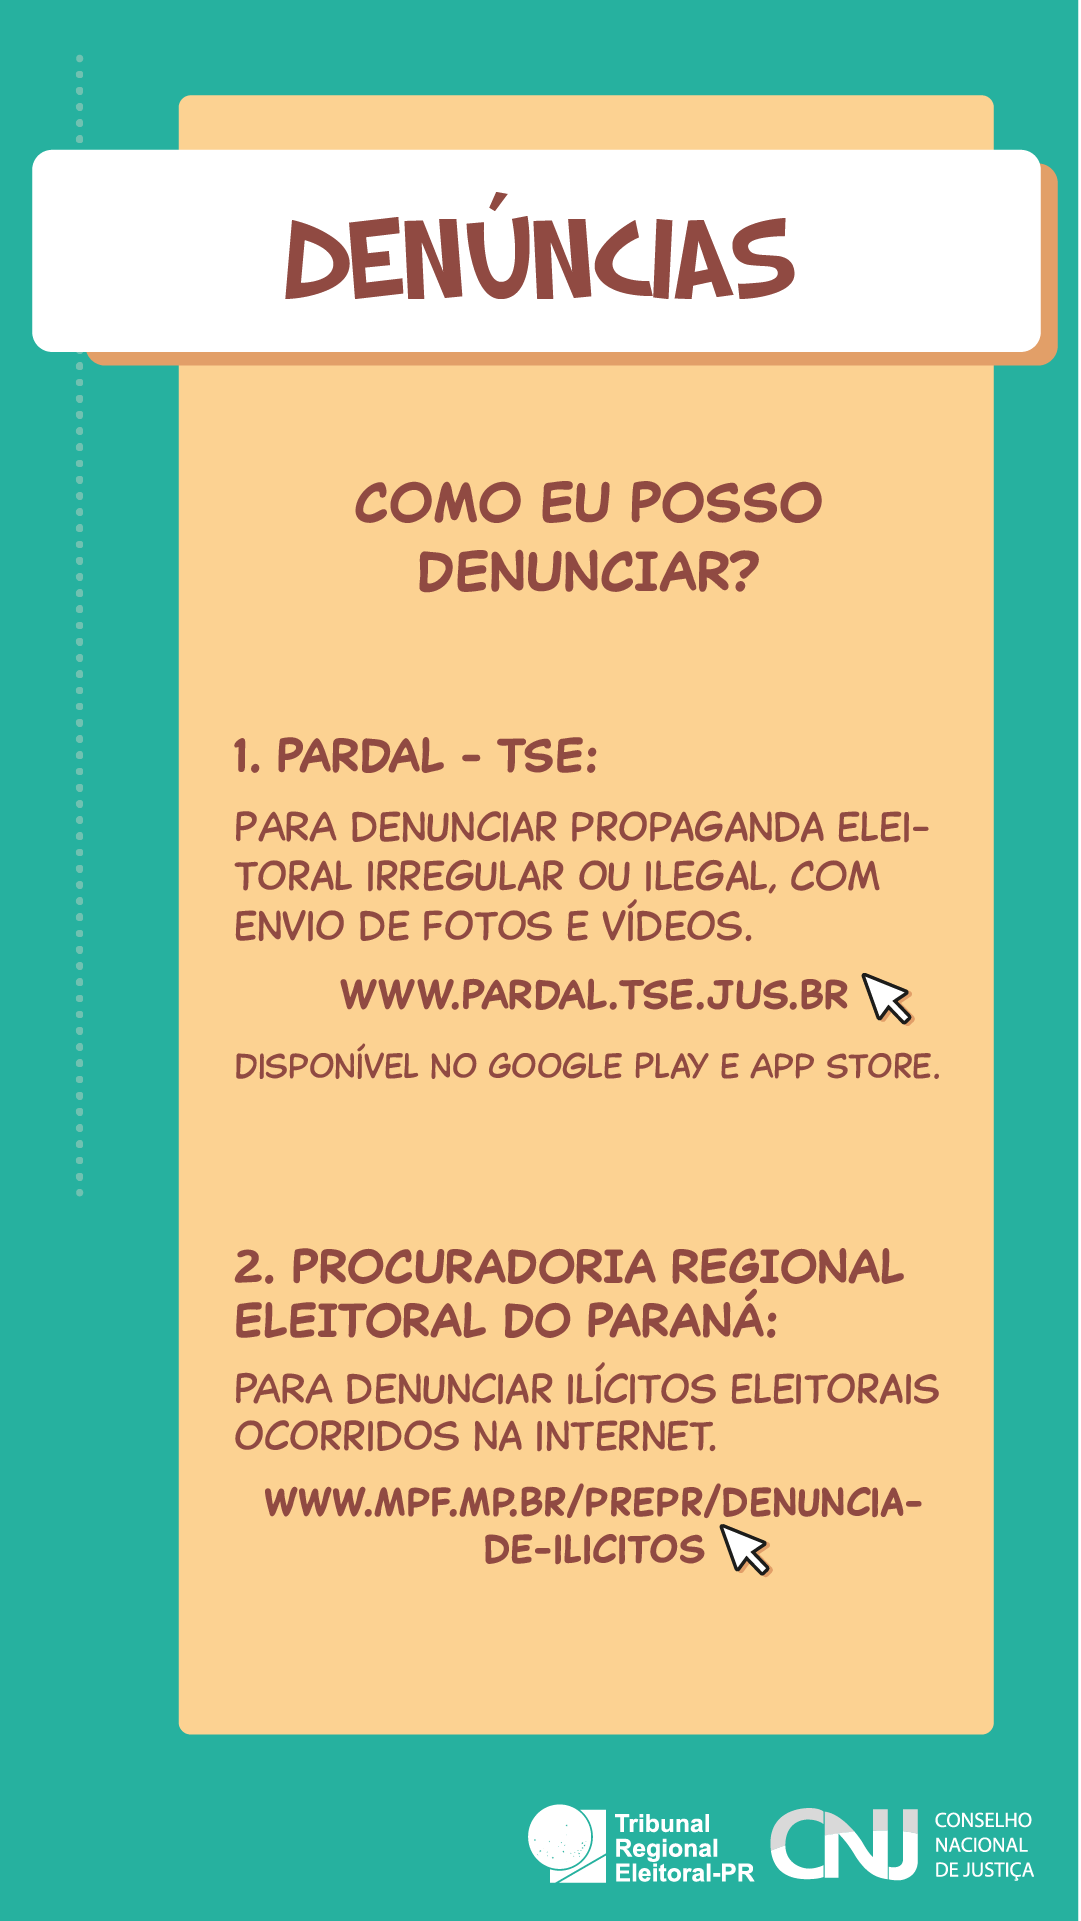 DENÚNCIAS
COMO EU POSSO
DENUNCIAR?
1. PARDAL - TSE:
PARA DENUNCIAR PROPAGANDA ELEI-
TORAL IRREGULAR OU ILEGAL, COM
ENVIO DE FOTOS E VÍDEOS.
WWW.PARDAL.TSE.JUS.BR
DISPONÍVEL NO GOOGLE PLAY E APP STORE.
2. PROCURADORIA REGIONAL
ELEITORAL DO PARANÁ:
PARA DENUNCIAR ILÍCITOS ELEITORAIS
OCORRIDOS NA INTERNET.
WWW.MPF.MP.BR/PREPR/DENUNCIA-
DE-ILICITOS
Tribunal
Regional
Eleitoral-PR
CNJ
CONSELHO
NACIONAL
DE JUSTIÇA